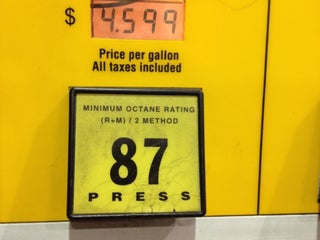 $ 4.599
Price per gallon
All taxes included
MINIMUM OCTANE RATING
(R+M) / 2 METHOD
87
PRESS